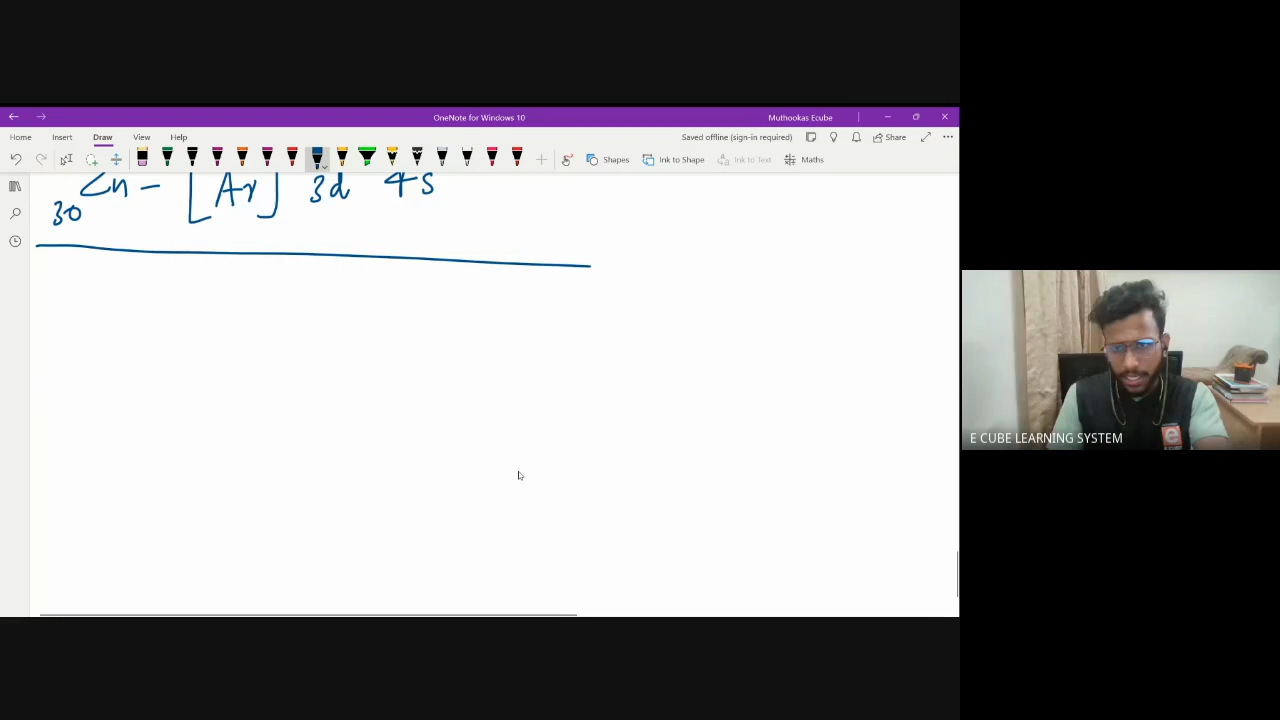 OneNote for Windows 10
Muthookas Ecube
Home Insert Draw View Help
Saved offline (sign-in required) Share
Shapes Ink to Shape Ink to Text Maths
30 Zn - [Ar] 3d 4s
E CUBE LEARNING SYSTEM
e